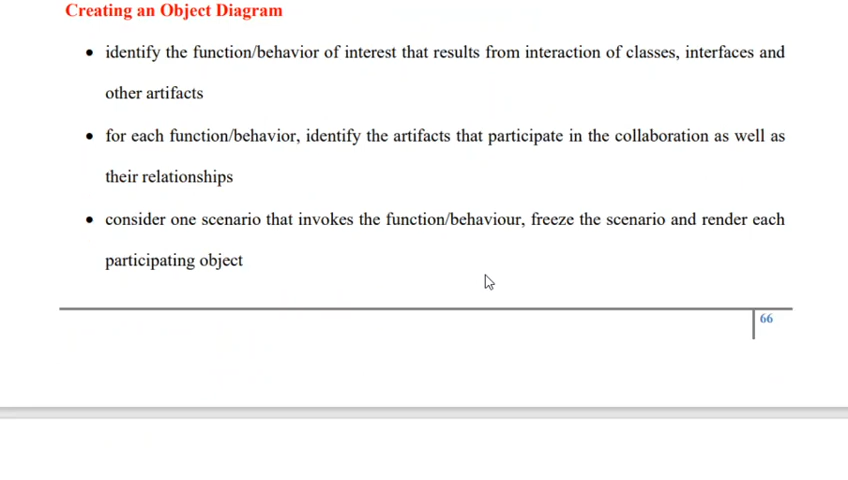 Creating an Object Diagram
• identify the function/behavior of interest that results from interaction of classes, interfaces and
other artifacts
• for each function/behavior, identify the artifacts that participate in the collaboration as well as
their relationships
• consider one scenario that invokes the function/behaviour, freeze the scenario and render each
participating object
66